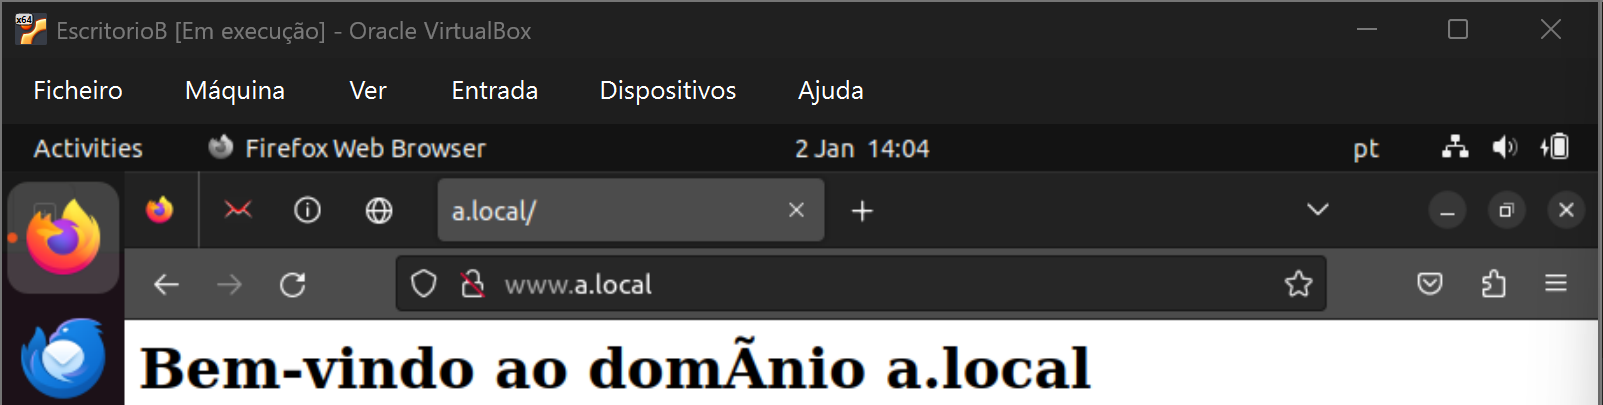 EscritorioB [Em execução] - Oracle VirtualBox
Ficheiro Máquina Ver Entrada Dispositivos Ajuda
Activities Firefox Web Browser 2 Jan 14:04 pt
a.local/
www.a.local
Bem-vindo ao domÃnio a.local